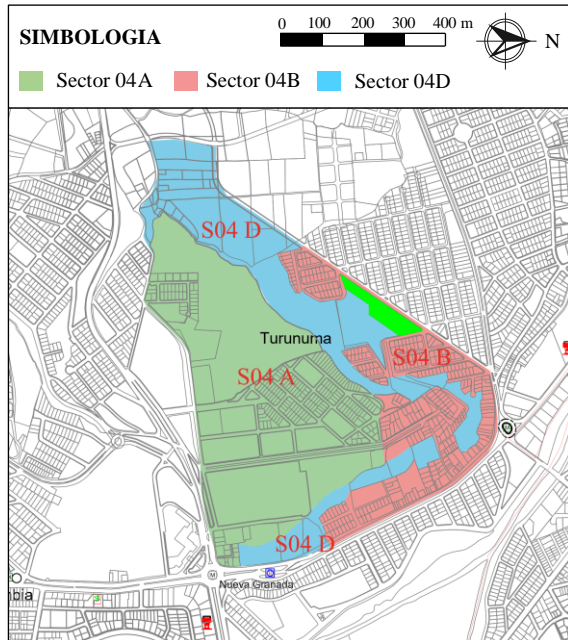 SIMBOLOGIA
0 100 200 300 400 m
N
Sector 04A Sector 04B Sector 04D
S04 D
Turunuma
S04 B
S04 A
S04 D
M
Nueva Granada
nbia